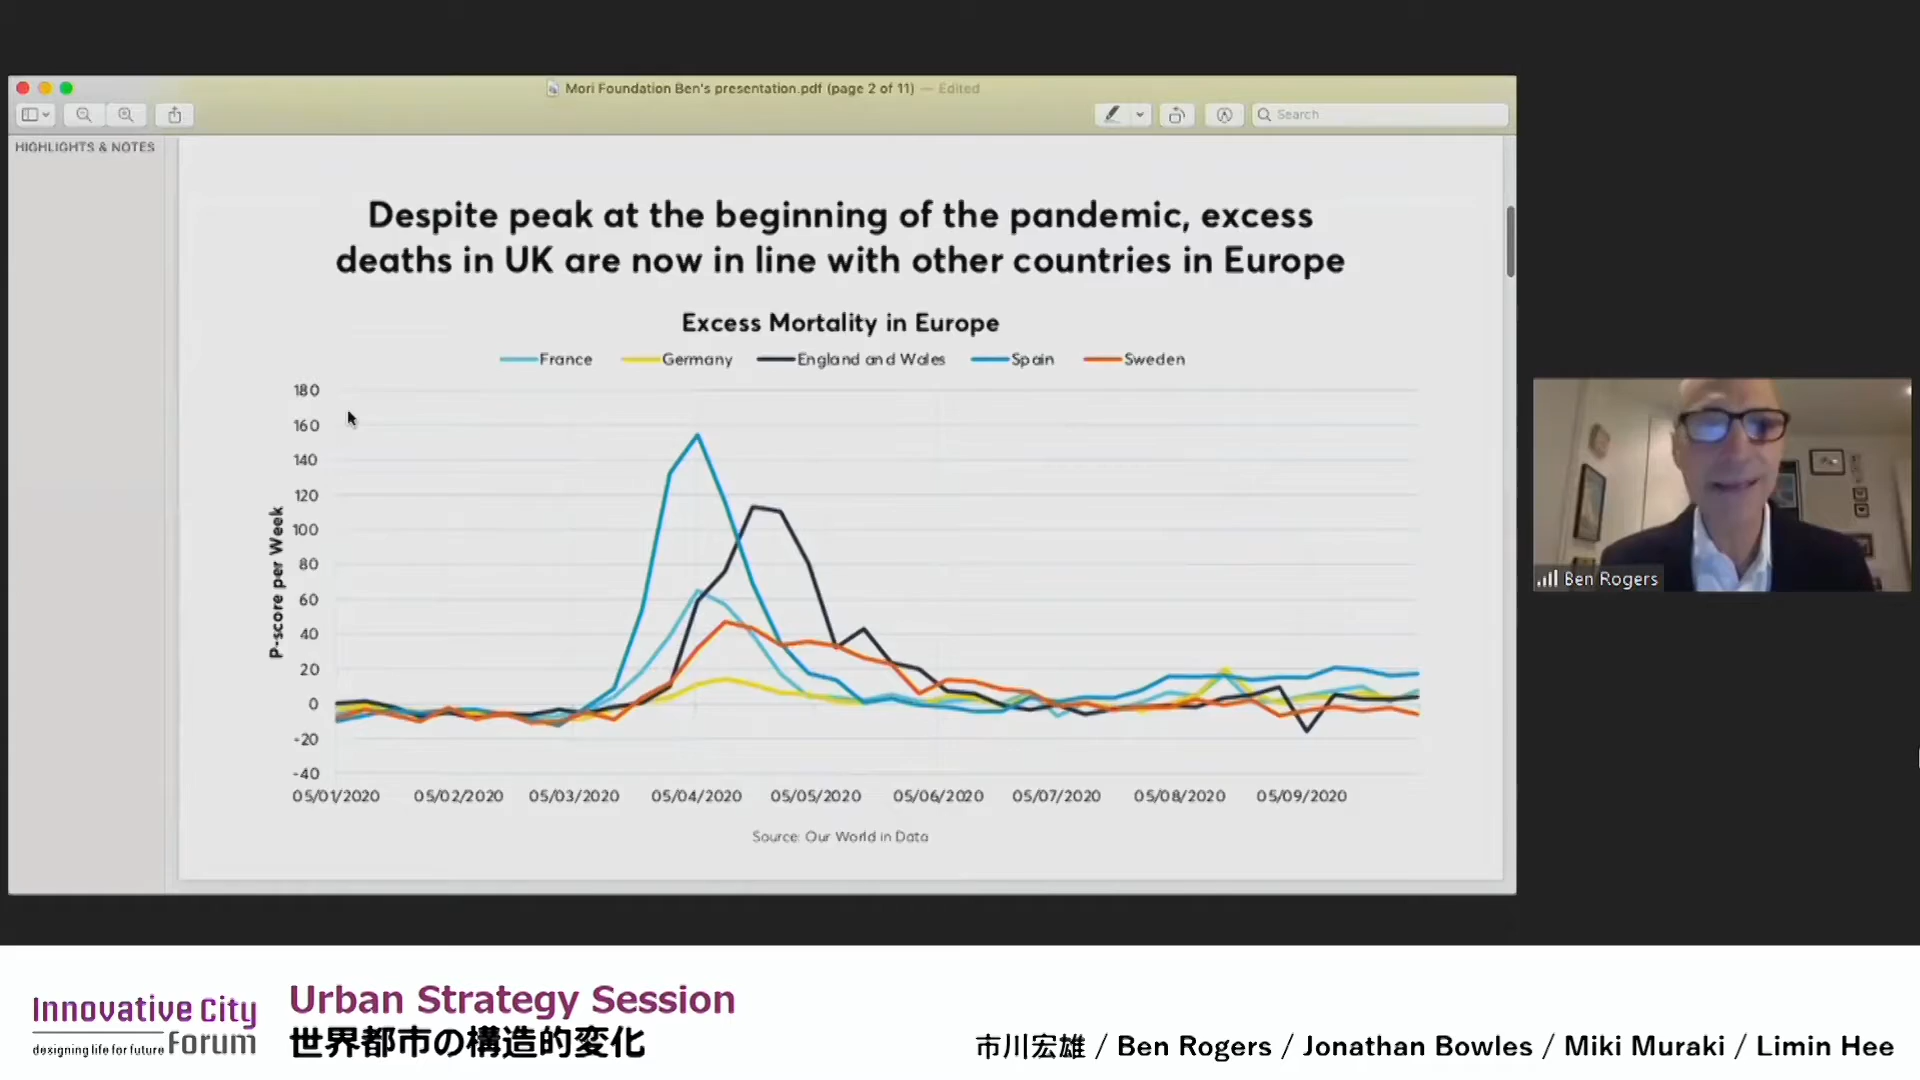 Mori Foundation Ben's presentation.pdf (page 2 of 11) — Edited
Search
HIGHLIGHTS & NOTES
Despite peak at the beginning of the pandemic, excess
deaths in UK are now in line with other countries in Europe
Excess Mortality in Europe
France Germany England and Wales Spain Sweden
180
160
140
120
100
80
60
40
20
0
-20
-40
P-score per Week
05/01/2020 05/02/2020 05/03/2020 05/04/2020 05/05/2020 05/06/2020 05/07/2020 05/08/2020 05/09/2020
Source: Our World in Data
Ben Rogers
Innovative City
designing life for future Forum
Urban Strategy Session
世界都市の構造的変化
市川宏雄 / Ben Rogers / Jonathan Bowles / Miki Muraki / Limin Hee